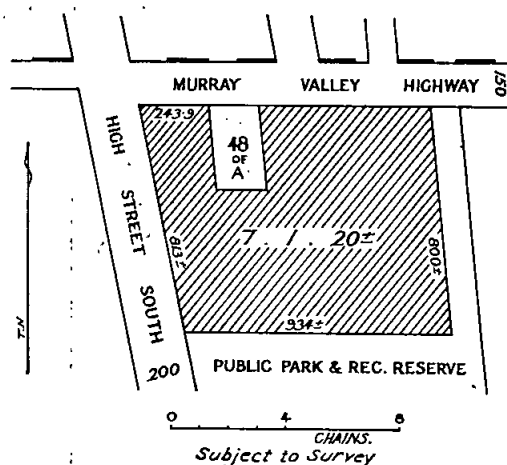 MURRAY VALLEY HIGHWAY 150
243·9
48
OF
A
HIGH STREET SOUTH
813±
7 . 1 . 20±
800±
934±
T.N
200
PUBLIC PARK & REC. RESERVE
0 4 8
CHAINS.
Subject to Survey